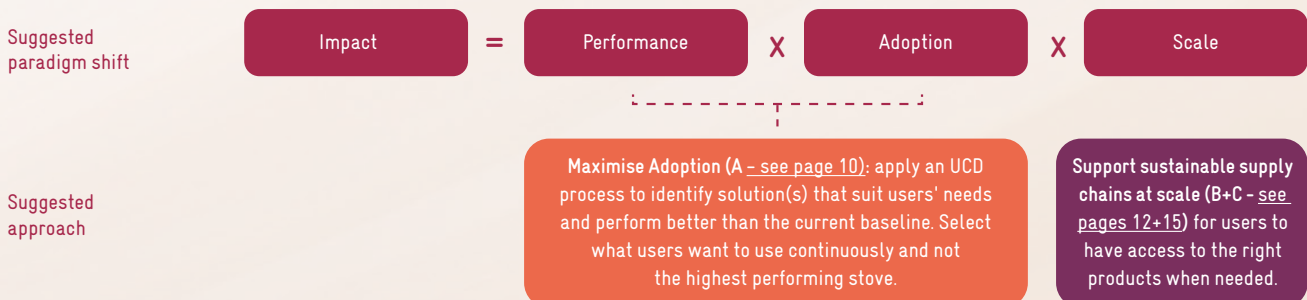 Suggested
paradigm shift
Impact = Performance X Adoption X Scale
Suggested
approach
Maximise Adoption (A – see page 10): apply an UCD
process to identify solution(s) that suit users' needs
and perform better than the current baseline. Select
what users want to use continuously and not
the highest performing stove.
Support sustainable supply
chains at scale (B+C – see
pages 12+15) for users to
have access to the right
products when needed.